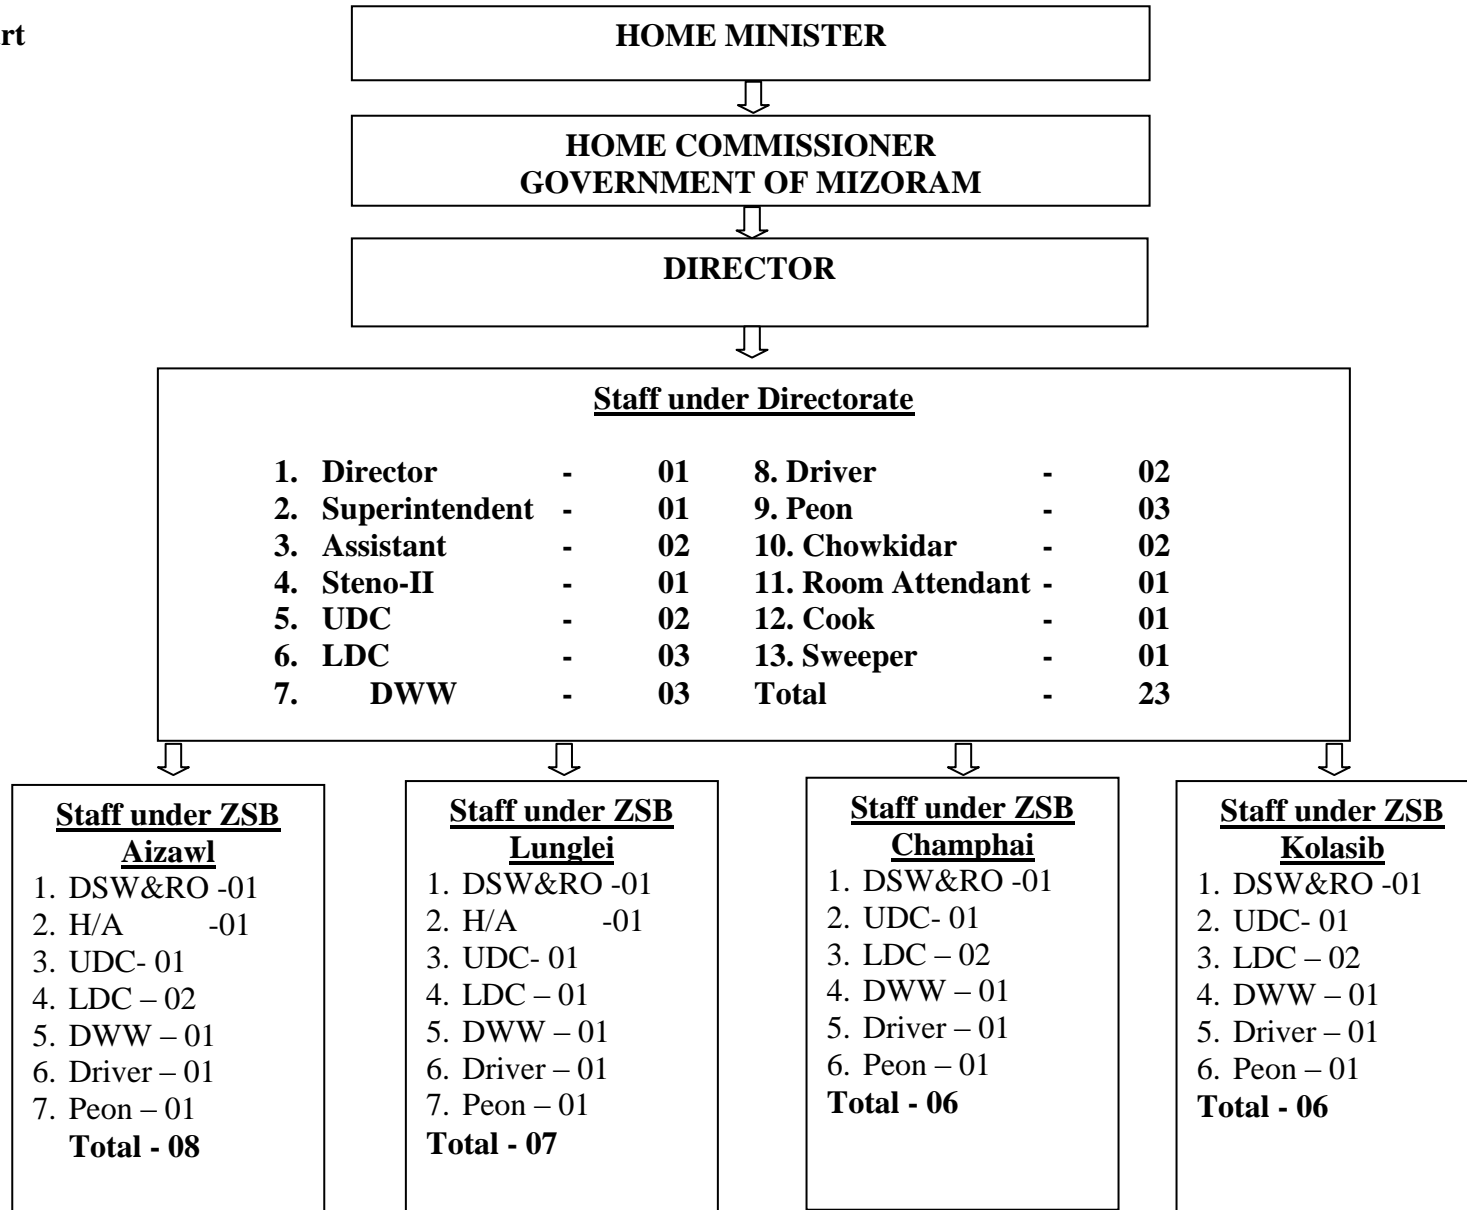 rt
HOME MINISTER
HOME COMMISSIONER
GOVERNMENT OF MIZORAM
DIRECTOR
Staff under Directorate
1. Director - 01 8. Driver - 02
2. Superintendent - 01 9. Peon - 03
3. Assistant - 02 10. Chowkidar - 02
4. Steno-II - 01 11. Room Attendant - 01
5. UDC - 02 12. Cook - 01
6. LDC - 03 13. Sweeper - 01
7. DWW - 03 Total - 23
Staff under ZSB
Aizawl
1. DSW&RO -01
2. H/A -01
3. UDC- 01
4. LDC – 02
5. DWW – 01
6. Driver – 01
7. Peon – 01
Total - 08
Staff under ZSB
Lunglei
1. DSW&RO -01
2. H/A -01
3. UDC- 01
4. LDC – 01
5. DWW – 01
6. Driver – 01
7. Peon – 01
Total - 07
Staff under ZSB
Champhai
1. DSW&RO -01
2. UDC- 01
3. LDC – 02
4. DWW – 01
5. Driver – 01
6. Peon – 01
Total - 06
Staff under ZSB
Kolasib
1. DSW&RO -01
2. UDC- 01
3. LDC – 02
4. DWW – 01
5. Driver – 01
6. Peon – 01
Total - 06